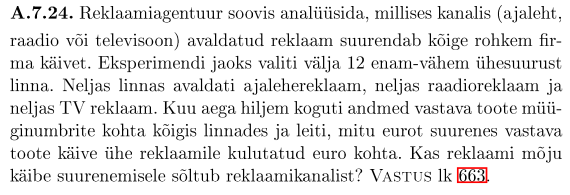 A.7.24. Reklaamiagentuur soovis analüüsida, millises kanalis (ajaleht,
raadio või televisoon) avaldatud reklaam suurendab kõige rohkem fir-
ma käivet. Eksperimendi jaoks valiti välja 12 enam-vähem ühesuurust
linna. Neljas linnas avaldati ajalehereklaam, neljas raadioreklaam ja
neljas TV reklaam. Kuu aega hiljem koguti andmed vastava toote müü-
ginumbrite kohta kõigis linnades ja leiti, mitu eurot suurenes vastava
toote käive ühe reklaamile kulutatud euro kohta. Kas reklaami mõju
käibe suurenemisele sõltub reklaamikanalist? VASTUS lk 663.